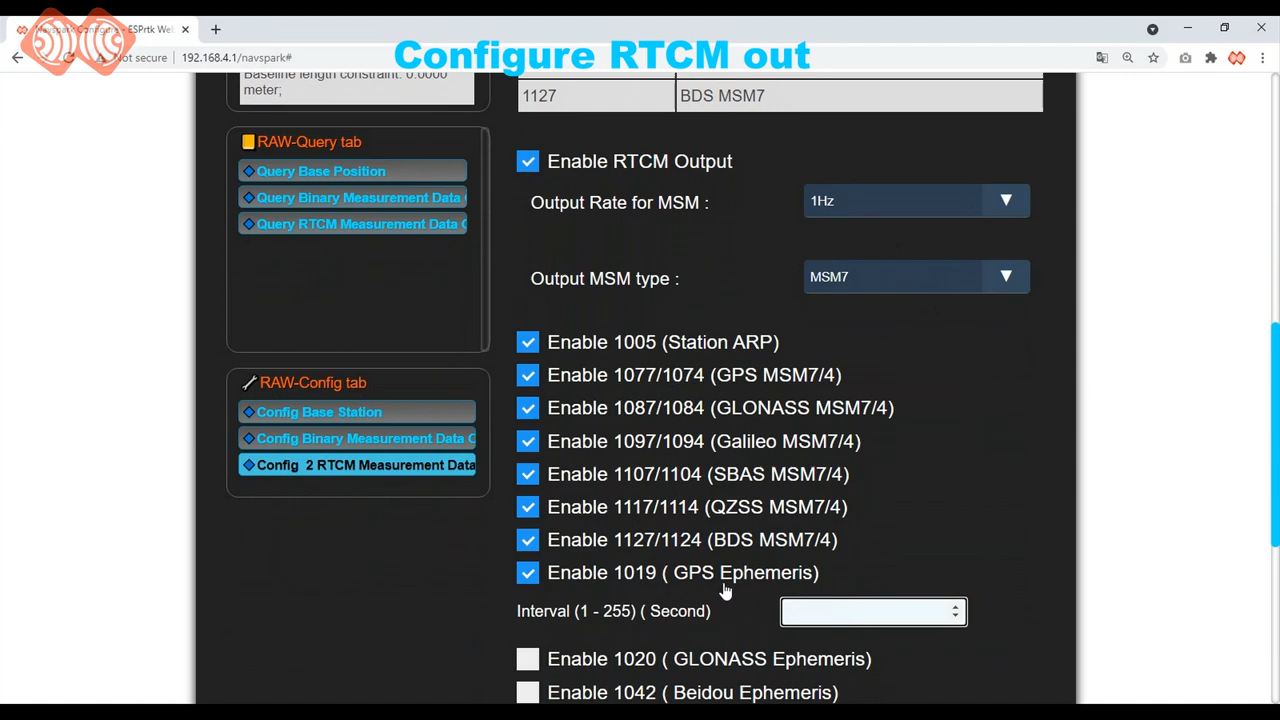 Configure - ESPrtk We
Configure RTCM out
Not secure
192.168.4.1/navspark#
Baseline length constraint: 0.0000
meter;
1127
BDS MSM7
RAW-Query tab
Query Base Position
Query Binary Measurement Data
Query RTCM Measurement Data
RAW-Config tab
Config Base Station
Config Binary Measurement Data
Config 2 RTCM Measurement Data
Enable RTCM Output
Output Rate for MSM :
1Hz
Output MSM type :
MSM7
Enable 1005 (Station ARP)
Enable 1077/1074 (GPS MSM7/4)
Enable 1087/1084 (GLONASS MSM7/4)
Enable 1097/1094 (Galileo MSM7/4)
Enable 1107/1104 (SBAS MSM7/4)
Enable 1117/1114 (QZSS MSM7/4)
Enable 1127/1124 (BDS MSM7/4)
Enable 1019 ( GPS Ephemeris)
Interval (1 - 255) ( Second)
Enable 1020 ( GLONASS Ephemeris)
Enable 1042 ( Beidou Ephemeris)